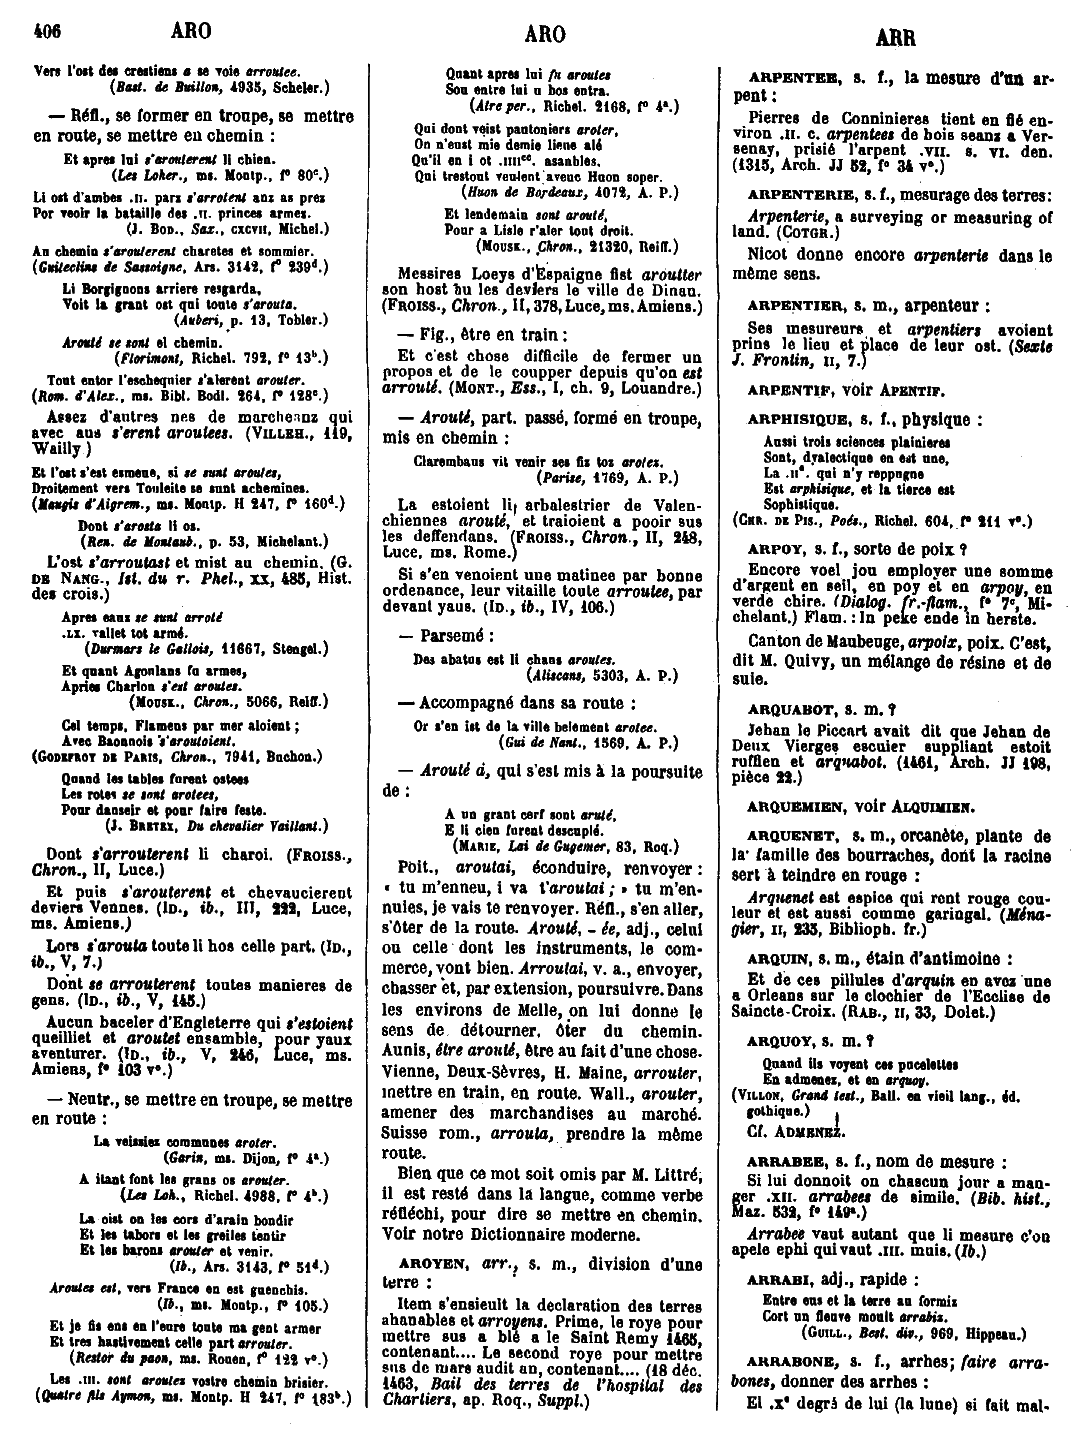 406 ARO
Vers l'ost des crestiens a se voie arroutee.
(Bast. de Buillon, 4935, Scheler.)
— Réfl., se former en troupe, se mettre
en route, se mettre en chemin :
Et apres lui s'arouterent li chien.
(Les Loher., ms. Montp., f° 80ᶜ.)
Li ost d'ambes .II. pars s'arrotent anz as prez
Por veoir la bataille des .II. princes armez.
(J. BOD., Sax., CXCVII, Michel.)
An chemin s'arouterent charetes et sommier.
(Guiteclins de Sassoigne, Ars. 3142, f° 239ᵈ.)
Li Borgignons arriere resgarda,
Voit la grant ost qui toute s'arouta.
(Auberi, p. 13, Tobler.)
Arouté se sont el chemin.
(Florimont, Richel. 792, f° 13ᵇ.)
Tout entor l'eschequier s'alerent arouter.
(Rom. d'Alex., ms. Bibl. Bodl. 264, f° 128ᶜ.)
Assez d'autres nes de marcheanz qui
avec aus s'erent aroutees. (VILLEH., 119,
Wailly)
Et l'ost s'est esmeue, si se sunt aroutes,
Droitement vers Touleite se sunt achemines.
(Maugis d'Aigrem., ms. Montp. H 247, f° 160ᵈ.)
Dont s'arosta li os.
(Ren. de Montaub., p. 53, Michelant.)
L'ost s'arroutast et mist au chemin. (G.
DE NANG., Ist. du r. Phel., XX, 485, Hist.
des crois.)
Apres eauz se sunt arroté
.LX. vallet tot armé.
(Durmars le Gallois, 11667, Stengel.)
Et quant Agoulans fu armes,
Apries Charlon s'est aroutes.
(MOUSK., Chron., 5066, Reiff.)
Cel temps, Flamens par mer aloient ;
Avec Baonnois s'aroutoient.
(GODEFROY DE PARIS, Chron., 7941, Buchon.)
Quand les tables furent ostees
Les rotes se sont arotees,
Pour danseir et pour faire feste.
(J. BRETEX, Du chevalier Vaillant.)
Dont s'arrouterent li charoi. (FROISS.,
Chron., II, Luce.)
Et puis s'arouterent et chevaucierent
deviers Vennes. (ID., ib., III, 222, Luce,
ms. Amiens.)
Lors s'arouta toute li hos celle part. (ID.,
ib., V, 7.)
Dont se arrouterent toutes manieres de
gens. (ID., ib., V, 145.)
Aucun baceler d'Engleterre qui s'estoient
queilliet et aroutet ensamble, pour yaux
aventurer. (ID., ib., V, 246, Luce, ms.
Amiens, f° 103 v°.)
— Neutr., se mettre en troupe, se mettre
en route :
La veissiez communes aroter.
(Garin, ms. Dijon, f° 4ᵃ.)
A itant font les grans os arouter.
(Les Loh., Richel. 4988, f° 4ᵇ.)
La oist on les cors d'arain bondir
Et les tabors et les greiles tentir
Et les barons arouter et venir.
(Ib., Ars. 3143, f° 51ᵈ.)
Aroutes est, vers France en est guenchis.
(Ib., ms. Montp., f° 105.)
Et je fis ens en l'eure toute ma gent armer
Et tres hastivement celle part arrouter.
(Restor du paon, ms. Rouen, f° 122 v°.)
Les .III. sont aroutes vostre chemin brisier.
(Quatre fils Aymon, ms. Montp. H 247, f° 183ᵇ.)
ARO
Quant apres lui fu aroutes
Son entre lui u bos entra.
(Atre per., Richel. 2168, f° 4ᵃ.)
Qui dont veist pautoniers aroter,
On n'eust mie demie liene alé
Qu'il en i ot .IIIIᶜᶜ. asanbles,
Qui trestout veulent aveuc Huon soper.
(Huon de Bordeaux, 4072, A. P.)
Et lendemain sont arouté,
Pour a Lisle r'aler tout droit.
(MOUSK., Chron., 21320, Reiff.)
Messires Loeys d'Espaigne fist aroutter
son host hu les deviers le ville de Dinan.
(FROISS., Chron., II, 378, Luce, ms. Amiens.)
— Fig., être en train :
Et c'est chose difficile de fermer un
propos et de le coupper depuis qu'on est
arrouté. (MONT., Ess., I, ch. 9, Louandre.)
— Arouté, part. passé, formé en troupe,
mis en chemin :
Clarembaus vit venir ses fiz toz arotez.
(Parise, 1769, A. P.)
La estoient li arbalestrier de Valen-
chiennes arouté, et traioient a pooir sus
les deffendans. (FROISS., Chron., II, 248,
Luce, ms. Rome.)
Si s'en venoient une matinee par bonne
ordenance, leur vitaille toute arroutee, par
devant yaus. (ID., ib., IV, 106.)
— Parsemé :
Des abatus est li chans aroutes.
(Aliscans, 5303, A. P.)
— Accompagné dans sa route :
Or s'en ist de la ville belement arotee.
(Gui de Nant., 1569, A. P.)
— Arouté à, qui s'est mis à la poursuite
de :
A un grant cerf sont aruté,
E li cien furent descuplé.
(MARIE, Lai de Gugemer, 83, Roq.)
Poit., aroutai, éconduire, renvoyer :
« tu m'enneu, i va t'aroutai ; » tu m'en-
nuies, je vais te renvoyer. Réfl., s'en aller,
s'ôter de la route. Arouté, - ée, adj., celui
ou celle dont les instruments, le com-
merce, vont bien. Arroutai, v. a., envoyer,
chasser et, par extension, poursuivre. Dans
les environs de Melle, on lui donne le
sens de détourner, ôter du chemin.
Aunis, être arouté, être au fait d'une chose.
Vienne, Deux-Sèvres, H. Maine, arrouter,
mettre en train, en route. Wall., arouter,
amener des marchandises au marché.
Suisse rom., arrouta, prendre la même
route.
Bien que ce mot soit omis par M. Littré,
il est resté dans la langue, comme verbe
réfléchi, pour dire se mettre en chemin.
Voir notre Dictionnaire moderne.
AROYEN, arr., s. m., division d'une
terre :
Item s'ensieult la declaration des terres
ahanables et arroyens. Prime, le roye pour
mettre sus a blé a le Saint Remy 1465,
contenant.... Le second roye pour mettre
sus de mars audit an, contenant.... (18 déc.
1463, Bail des terres de l'hospital des
Chartiers, ap. Roq., Suppl.)
ARR
ARPENTEE, s. f., la mesure d'un ar-
pent :
Pierres de Conninieres tient en fié en-
viron .II. c. arpentees de bois seanz a Ver-
senay, prisié l'arpent .VII. s. VI. den.
(1315, Arch. JJ 52, f° 34 v°.)
ARPENTERIE, s. f., mesurage des terres:
Arpenterie, a surveying or measuring of
land. (COTGR.)
Nicot donne encore arpenterie dans le
même sens.
ARPENTIER, s. m., arpenteur :
Ses mesureurs et arpentiers avoient
prins le lieu et place de leur ost. (Sexte
J. Frontin, II, 7.)
ARPENTIF, voir APENTIF.
ARPHISIQUE, s. f., physique :
Aussi trois sciences plainieres
Sont, dyalectique en est une,
La .IIᵉ. qui n'y reppugne
Est arphisique, et la tierce est
Sophistique.
(CHR. DE PIS., Poés., Richel. 604, f° 211 v°.)
ARPOY, s. f., sorte de poix ?
Encore voel jou employer une somme
d'argent en seil, en poy et en arpoy, en
verde chire. (Dialog. fr.-flam., f° 7ᶜ, Mi-
chelant.) Flam. : In peke ende in herste.
Canton de Maubeuge, arpoix, poix. C'est,
dit M. Quivy, un mélange de résine et de
suie.
ARQUABOT, s. m. ?
Jehan le Piccart avait dit que Jehan de
Deux Vierges escuier suppliant estoit
ruffien et arquabot. (1461, Arch. JJ 198,
pièce 22.)
ARQUEMIEN, voir ALQUIMIEN.
ARQUENET, s. m., orcanète, plante de
la famille des bourraches, dont la racine
sert à teindre en rouge :
Arquenet est espice qui rent rouge cou-
leur et est aussi comme garingal. (Ména-
gier, II, 235, Biblioph. fr.)
ARQUIN, s. m., étain d'antimoine :
Et de ces pillules d'arquin en avez une
a Orleans sur le clochier de l'Ecclise de
Saincte-Croix. (RAB., II, 33, Dolet.)
ARQUOY, s. m. ?
Quand ils voyent ces pucelettes
En admenez, et en arquoy.
(VILLON, Grand test., Ball. en vieil lang., éd.
gothique.)
Cf. ADMENEZ.
ARRABEE, s. f., nom de mesure :
Si lui donnoit on chascun jour a man-
ger .XII. arrabees de simile. (Bib. hist.,
Maz. 532, f° 149ᵃ.)
Arrabee vaut autant que li mesure c'on
apele ephi qui vaut .III. muis. (Ib.)
ARRABI, adj., rapide :
Entre eus et la terre au formiz
Cort un fleuve moult arrabis.
(GUILL., Best. div., 969, Hippeau.)
ARRABONE, s. f., arrhes; faire arra-
bones, donner des arrhes :
El .xᵉ degré de lui (la lune) si fait mal-